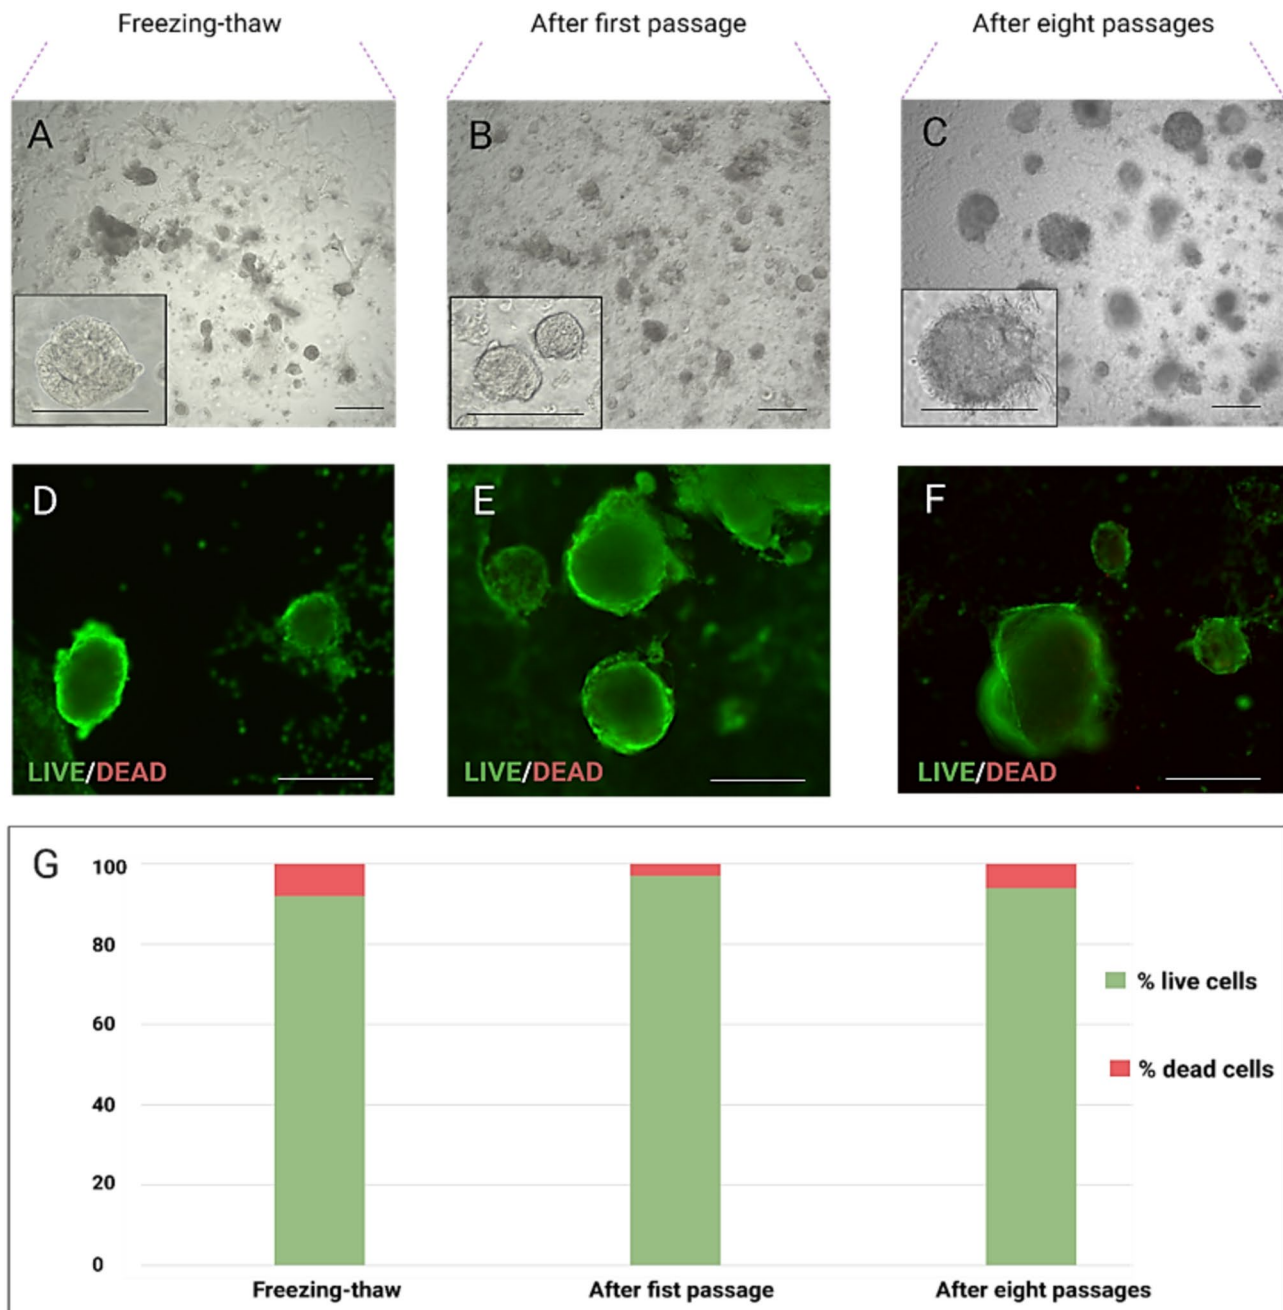 Freezing-thaw
After first passage
After eight passages
A
B
C
D
E
F
LIVE/DEAD
LIVE/DEAD
LIVE/DEAD
G
100
80
60
40
20
0
% live cells
% dead cells
Freezing-thaw
After fist passage
After eight passages